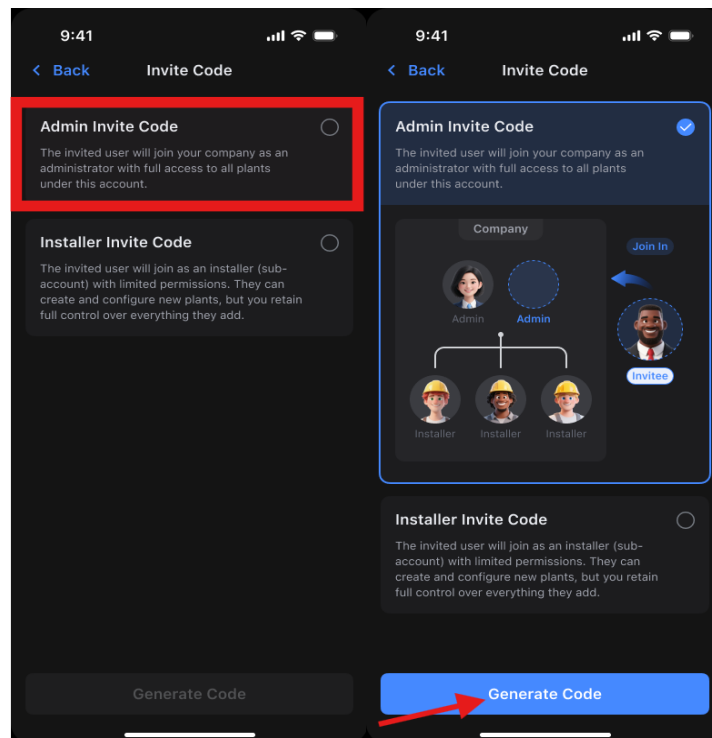 9:41
Back
Invite Code
Admin Invite Code
The invited user will join your company as an
administrator with full access to all plants
under this account.
Installer Invite Code
The invited user will join as an installer (sub-
account) with limited permissions. They can
create and configure new plants, but you retain
full control over everything they add.
Generate Code
9:41
Back
Invite Code
Admin Invite Code
The invited user will join your company as an
administrator with full access to all plants
under this account.
Company
Join In
Admin
Admin
Invitee
Installer
Installer
Installer
Installer Invite Code
The invited user will join as an installer (sub-
account) with limited permissions. They can
create and configure new plants, but you retain
full control over everything they add.
Generate Code